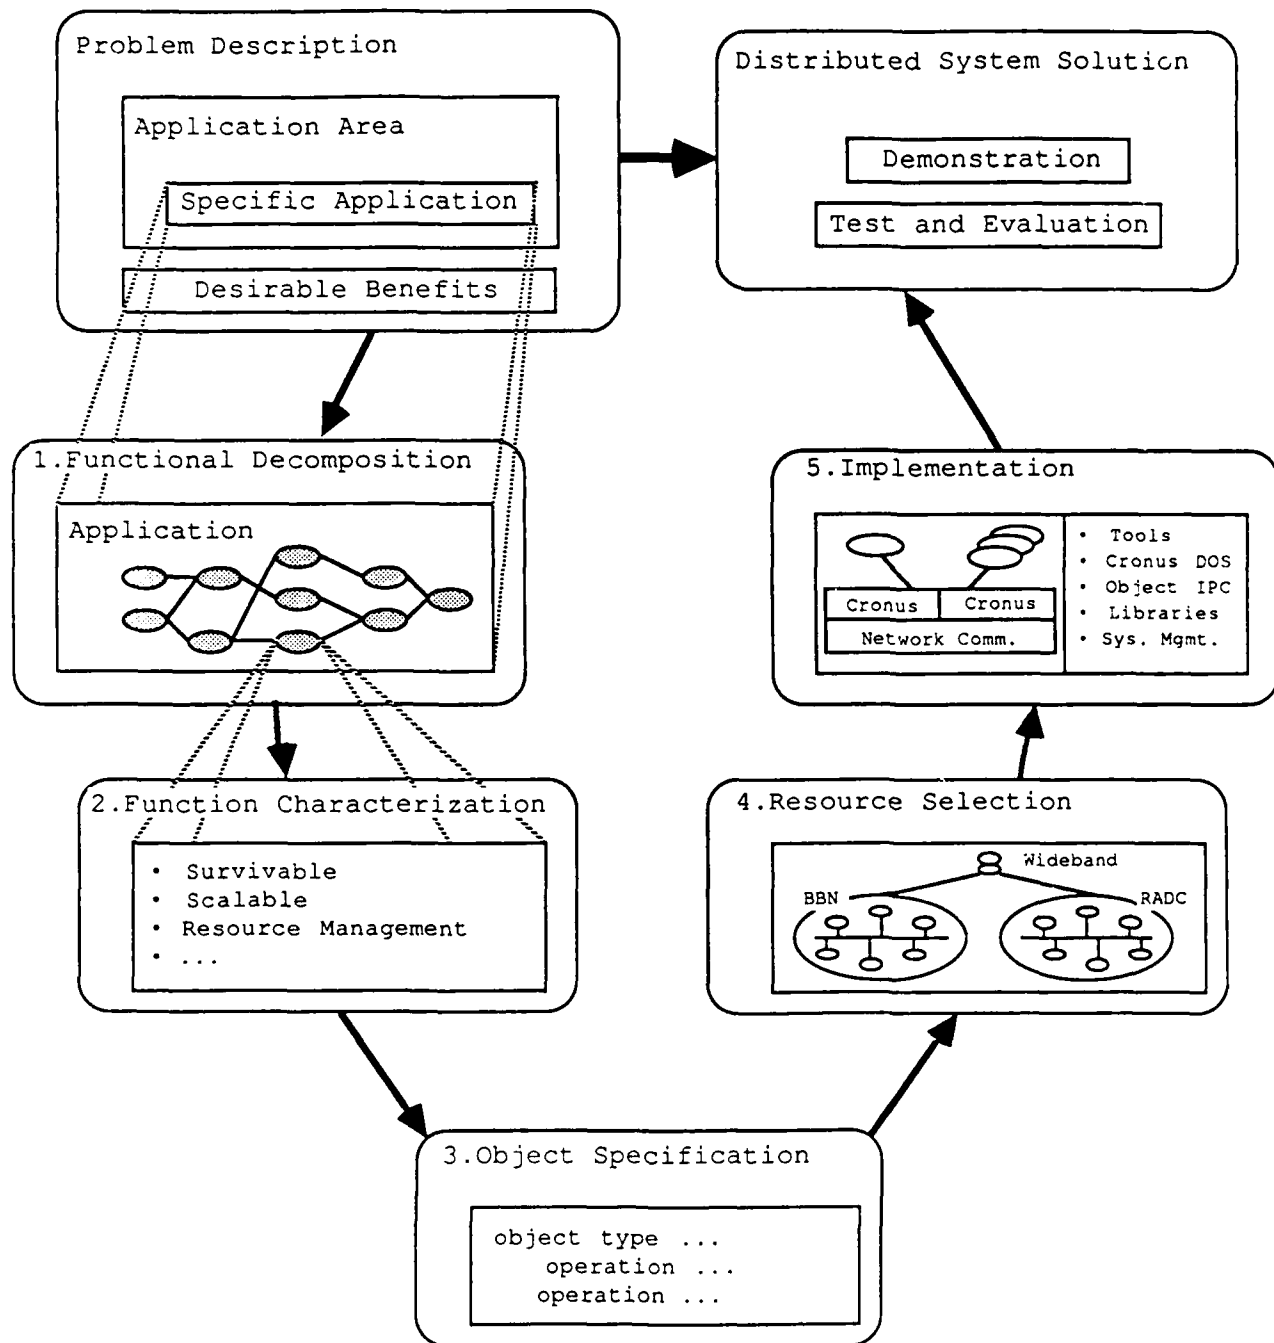 Problem Description
Application Area
Specific Application
Desirable Benefits
Distributed System Solution
Demonstration
Test and Evaluation
1.Functional Decomposition
Application
2.Function Characterization
• Survivable
• Scalable
• Resource Management
• ...
3.Object Specification
object type ...
operation ...
operation ...
4.Resource Selection
Wideband
BBN
RADC
5.Implementation
Cronus
Cronus
Network Comm.
• Tools
• Cronus DOS
• Object IPC
• Libraries
• Sys. Mgmt.